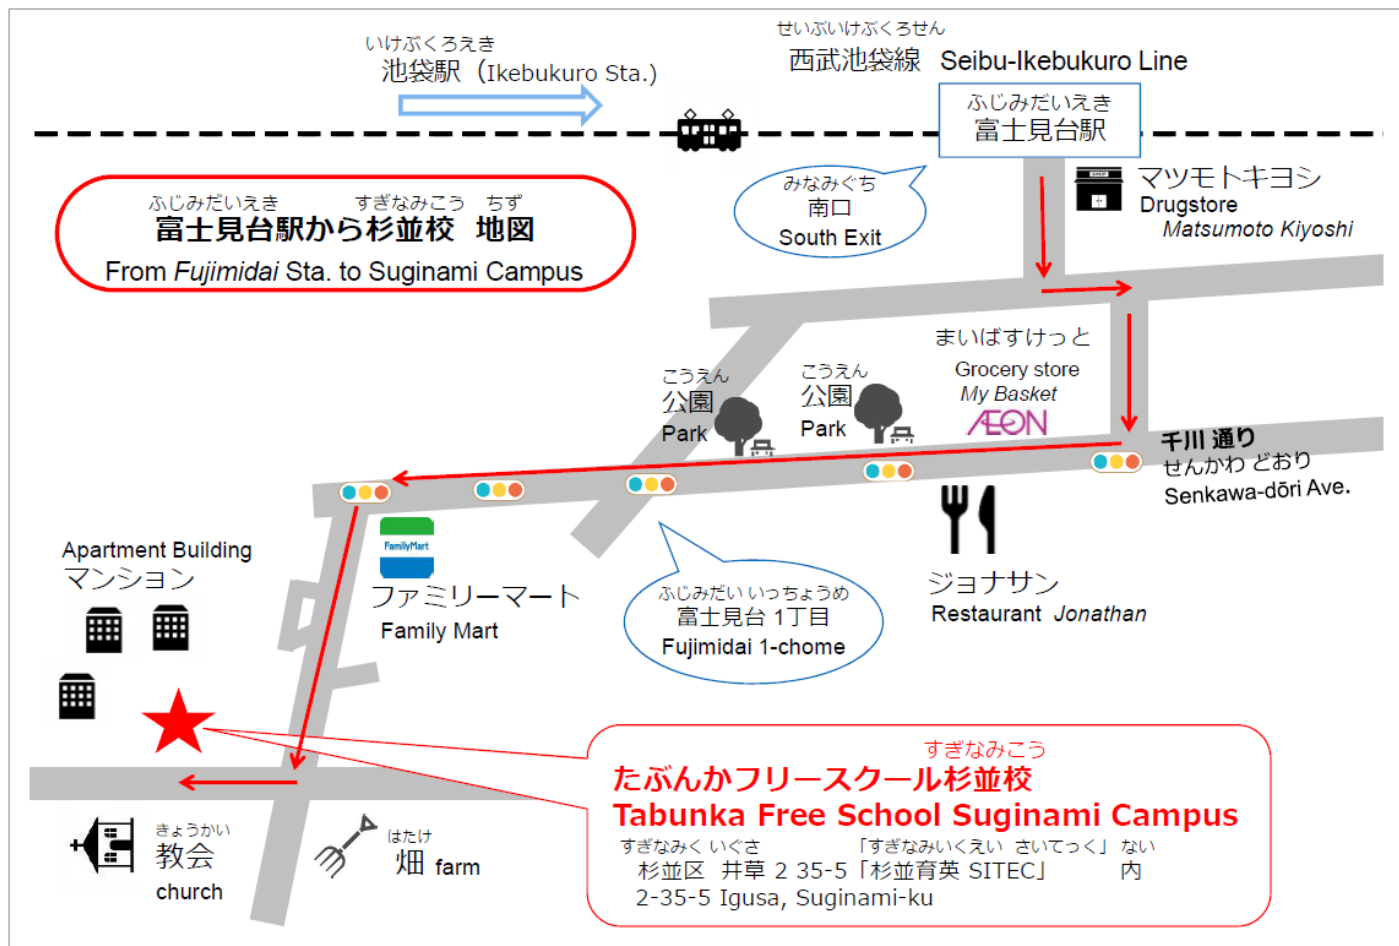 せいぶいけぶくろせん
西武池袋線 Seibu-Ikebukuro Line
いけぶくろえき
池袋駅 (Ikebukuro Sta.)
ふじみだいえき
富士見台駅
みなみぐち
南口
South Exit
マツモトキヨシ
Drugstore
Matsumoto Kiyoshi
ふじみだいえき すぎなみこう ちず
富士見台駅から杉並校 地図
From Fujimidai Sta. to Suginami Campus
まいばすけっと
Grocery store
My Basket
ÆON
こうえん
公園
Park
こうえん
公園
Park
千川 通り
せんかわ どおり
Senkawa-dōri Ave.
FamilyMart
ファミリーマート
Family Mart
Apartment Building
マンション
ふじみだい いっちょうめ
富士見台 1丁目
Fujimidai 1-chome
ジョナサン
Restaurant Jonathan
すぎなみこう
たぶんかフリースクール杉並校
Tabunka Free School Suginami Campus
すぎなみく いぐさ 「すぎなみいくえい さいてっく」 ない
杉並区 井草 2 35-5「杉並育英 SITEC」 内
2-35-5 Igusa, Suginami-ku
きょうかい
教会
church
はたけ
畑 farm
SHOP